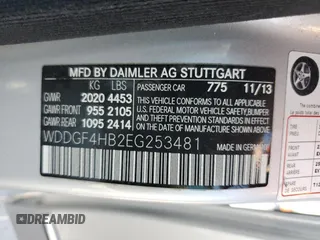 MFD. BY DAIMLER AG STUTTGART
KG LBS PASSENGER CAR 775 11/13
GVWR 2020 4453
GAWR FRONT 955 2105
GAWR REAR 1095 2414
THIS VEHICLE CONFORMS TO ALL APPLICABLE
U.S. FEDERAL MOTOR VEHICLE SAFETY, BUMPER,
AND THEFT PREVENTION STANDARDS IN EFFECT
ON THE DATE OF MANUFACTURE SHOWN ABOVE.
WDDGF4HB2EG253481
MADE IN GERMANY
DREAMBID